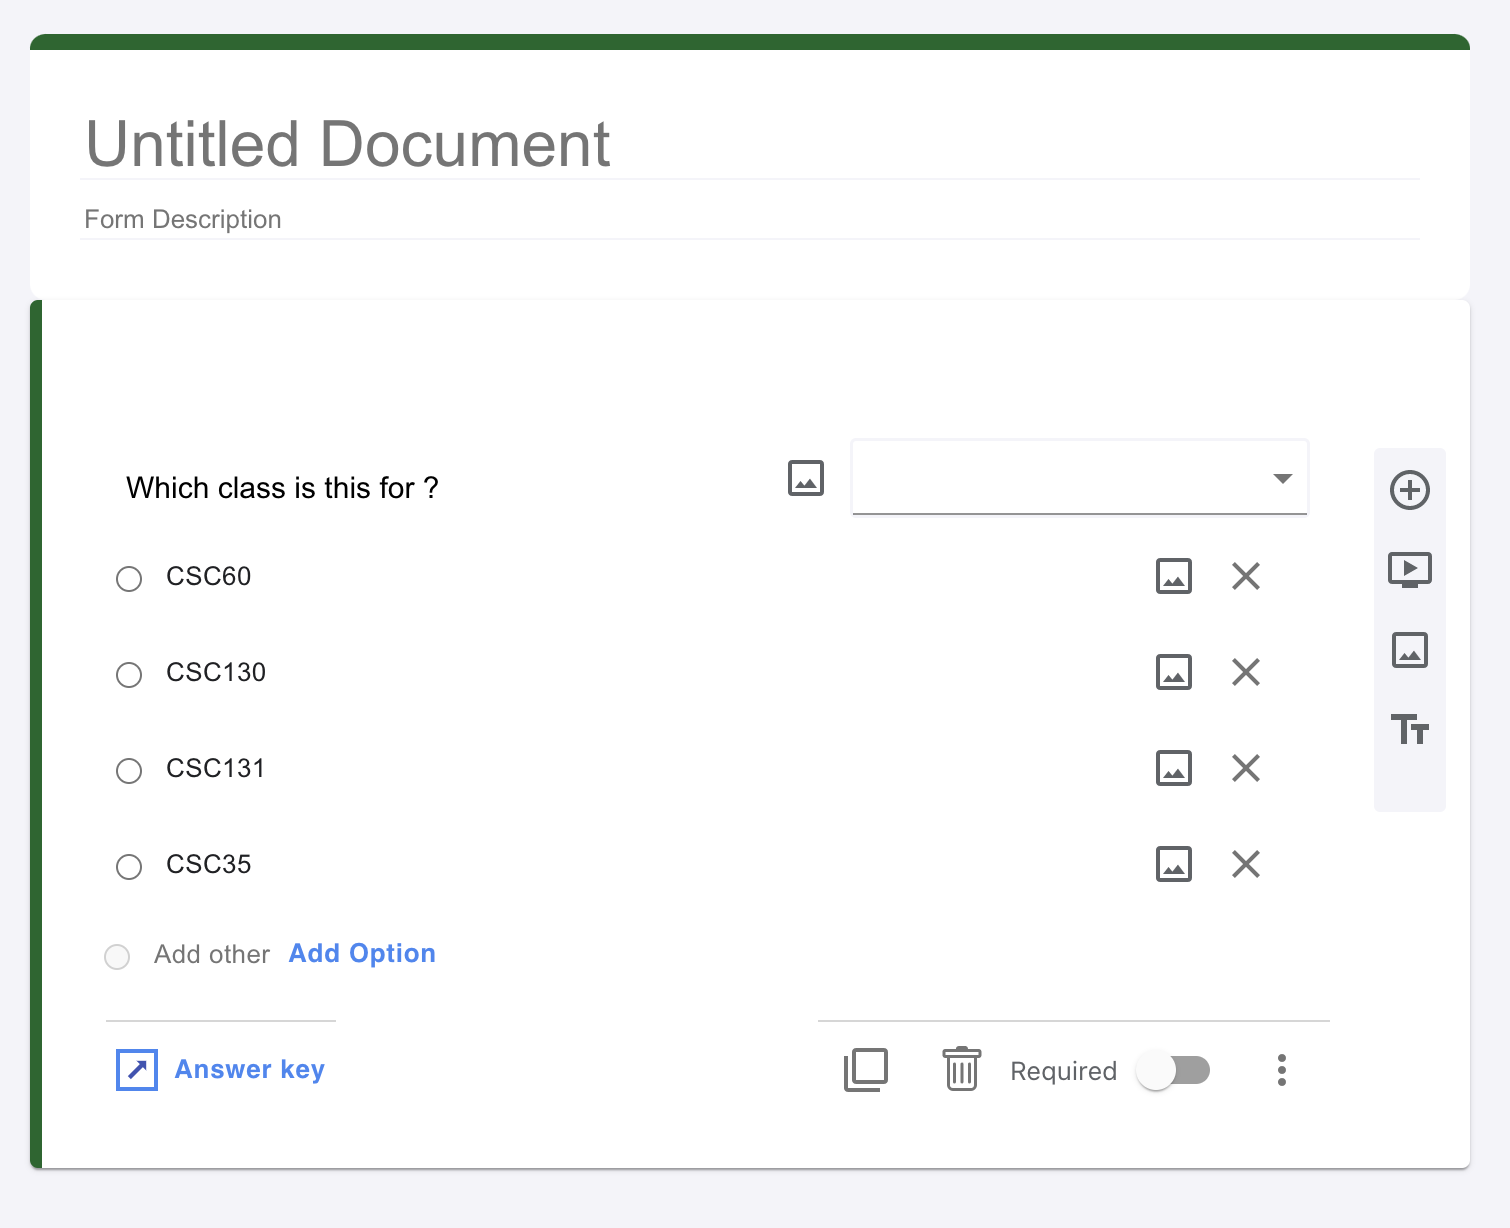 Untitled Document
Form Description
Which class is this for ?
CSC60
CSC130
CSC131
CSC35
Add other Add Option
Answer key
Required